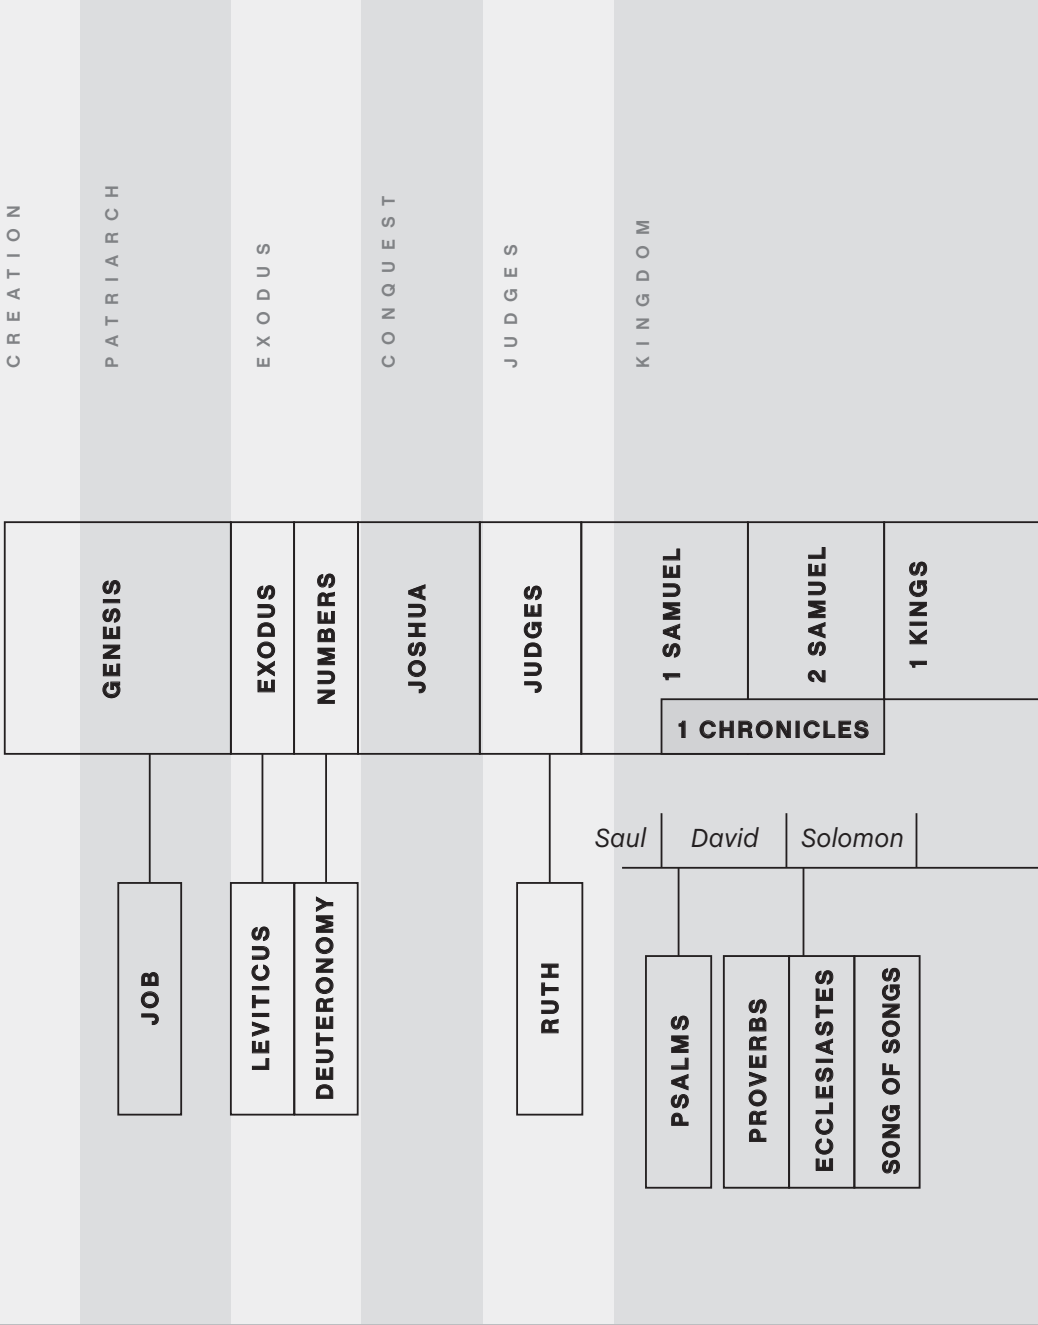 CREATION
PATRIARCH
EXODUS
CONQUEST
JUDGES
KINGDOM
GENESIS
EXODUS
NUMBERS
JOSHUA
JUDGES
1 SAMUEL
2 SAMUEL
1 KINGS
1 CHRONICLES
Saul
David
Solomon
JOB
LEVITICUS
DEUTERONOMY
RUTH
PSALMS
PROVERBS
ECCLESIASTES
SONG OF SONGS